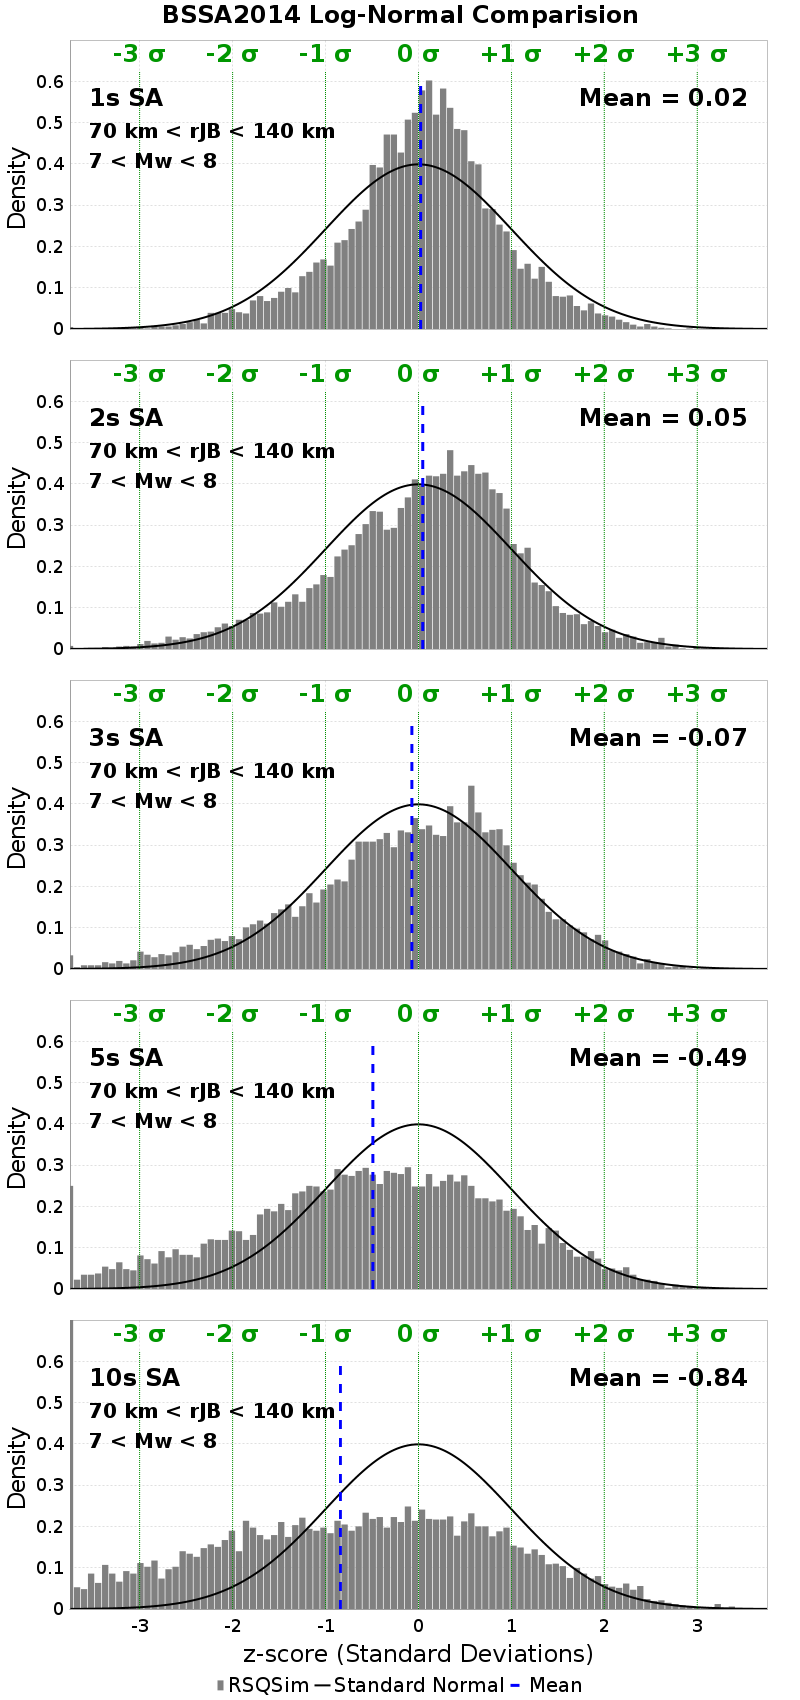 BSSA2014 Log-Normal Comparision
-3 σ -2 σ -1 σ 0 σ +1 σ +2 σ +3 σ
1s SA
Mean = 0.02
70 km < rJB < 140 km
7 < Mw < 8
0.6
0.5
0.4
0.3
0.2
0.1
0
Density
-3 σ -2 σ -1 σ 0 σ +1 σ +2 σ +3 σ
2s SA
Mean = 0.05
70 km < rJB < 140 km
7 < Mw < 8
0.6
0.5
0.4
0.3
0.2
0.1
0
Density
-3 σ -2 σ -1 σ 0 σ +1 σ +2 σ +3 σ
3s SA
Mean = -0.07
70 km < rJB < 140 km
7 < Mw < 8
0.6
0.5
0.4
0.3
0.2
0.1
0
Density
-3 σ -2 σ -1 σ 0 σ +1 σ +2 σ +3 σ
5s SA
Mean = -0.49
70 km < rJB < 140 km
7 < Mw < 8
0.6
0.5
0.4
0.3
0.2
0.1
0
Density
-3 σ -2 σ -1 σ 0 σ +1 σ +2 σ +3 σ
10s SA
Mean = -0.84
70 km < rJB < 140 km
7 < Mw < 8
0.6
0.5
0.4
0.3
0.2
0.1
0
Density
-3 -2 -1 0 1 2 3
z-score (Standard Deviations)
RSQSim Standard Normal Mean